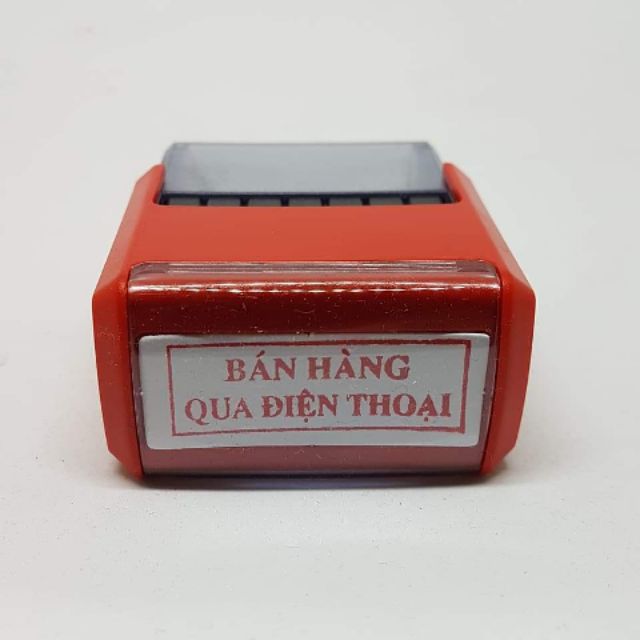 BÁN HÀNG
QUA ĐIỆN THOẠI